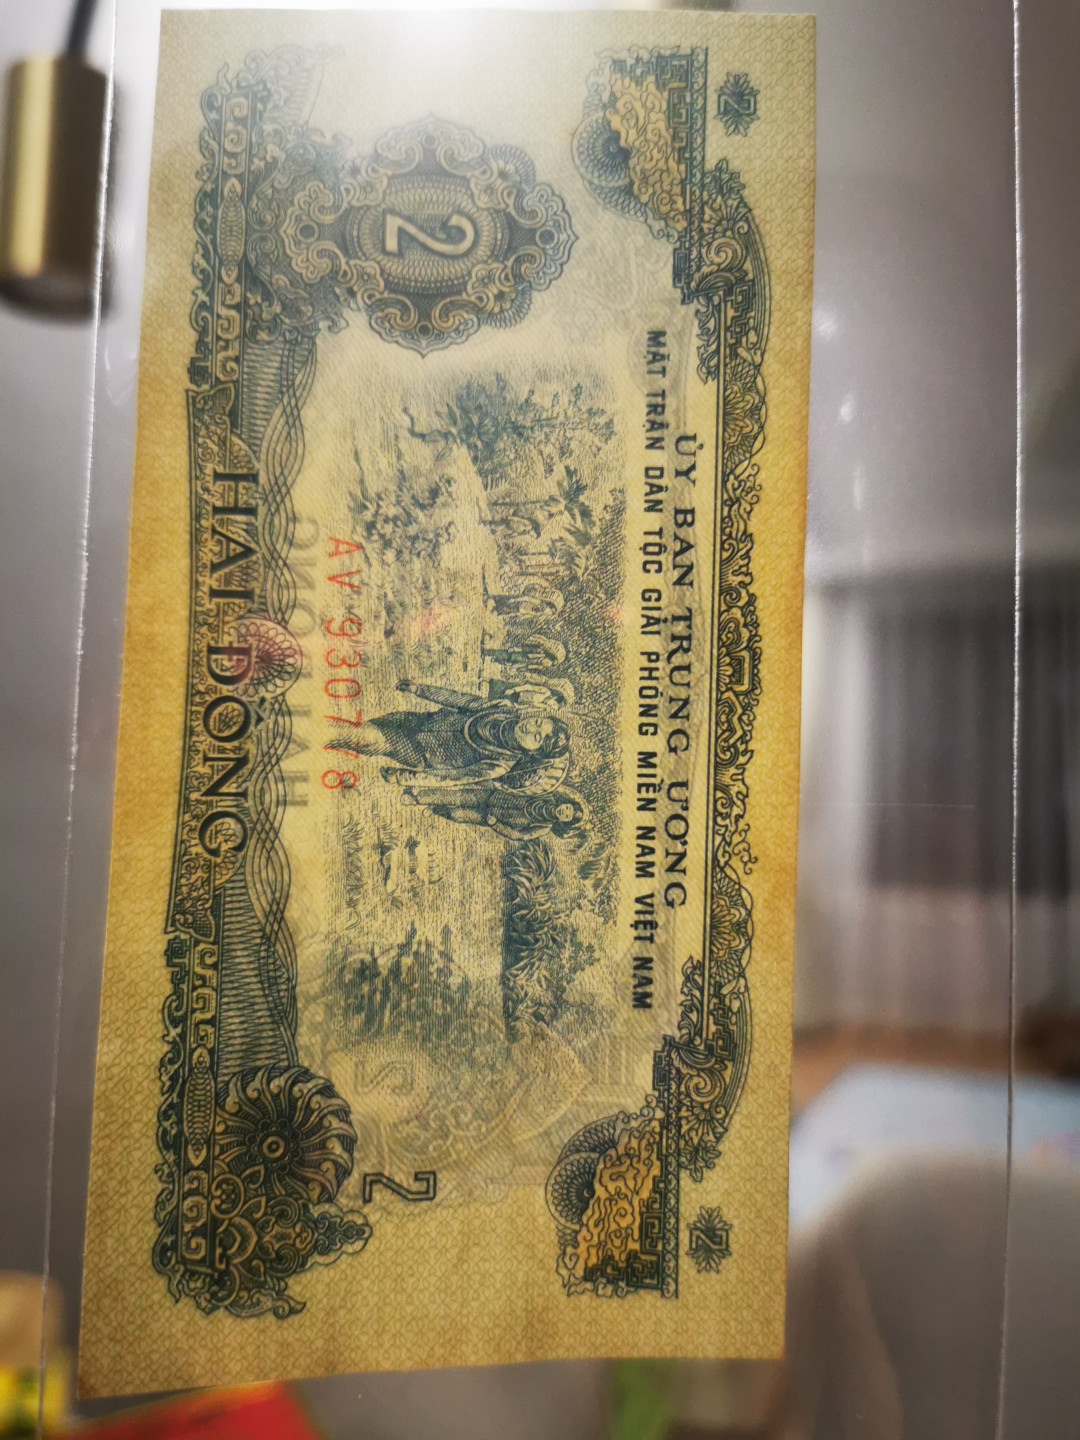 2 2
ỦY BAN TRUNG ƯƠNG
MẶT TRẬN DÂN TỘC GIẢI PHÓNG MIỀN NAM VIỆT NAM
2
AV 930778
2
HAI ĐỒNG